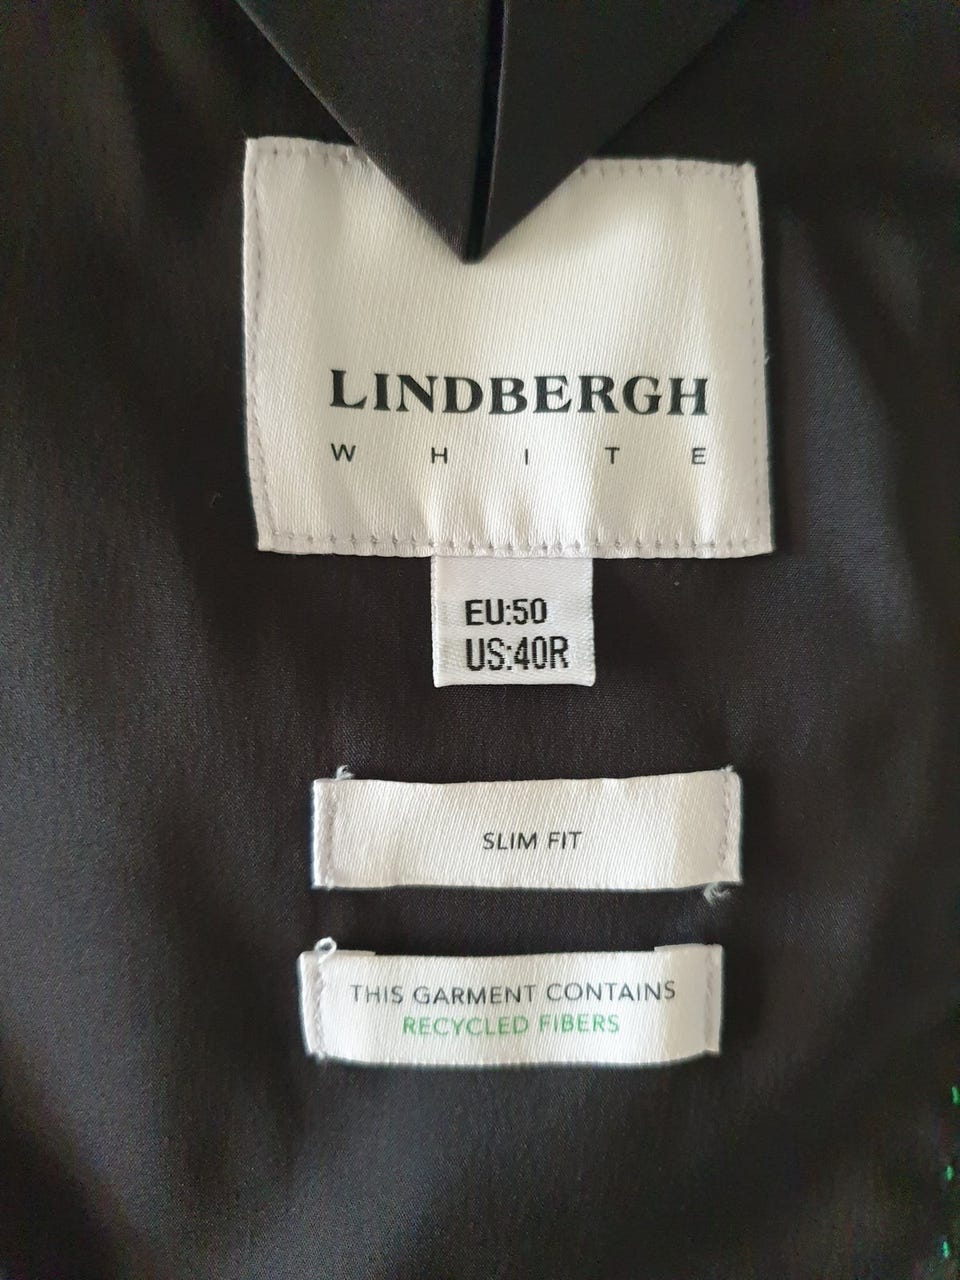 LINDBERGH
WHITE
EU:50
US:40R
SLIM FIT
THIS GARMENT CONTAINS
RECYCLED FIBERS